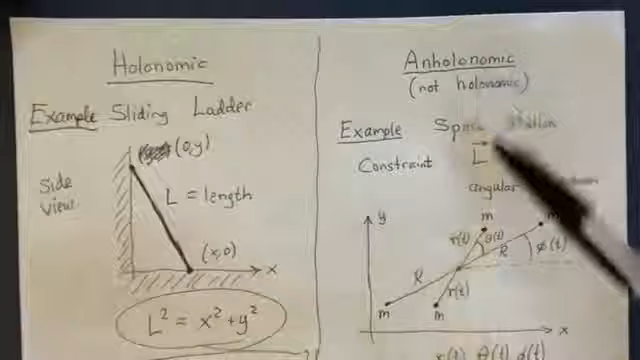 Holonomic
Example Sliding Ladder
(0,y)
Side
View
L = length
(x,0)
x
L² = x² + y²
Anholonomic
(not holonomic)
Example
Constraint L⃗
angular
y
m
m
r(t)
θ(t)
R
ϕ(t)
R
r(t)
m
m
x
r(t) θ(t) ϕ(t)